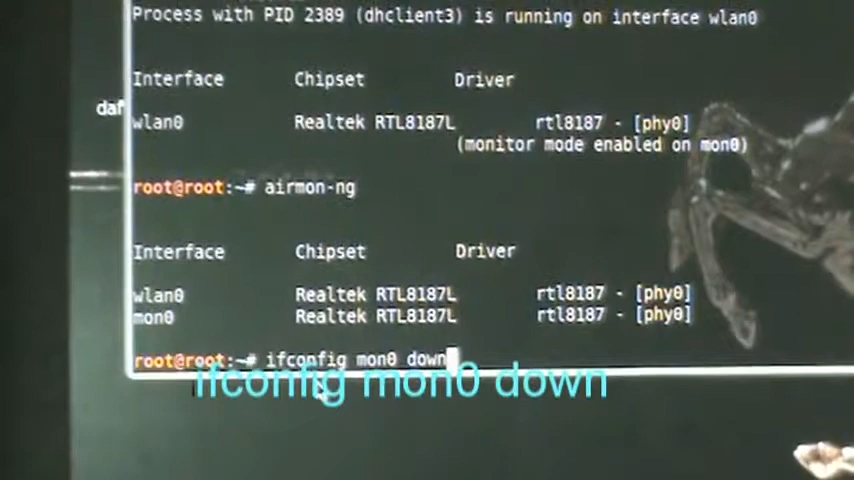 Process with PID 2389 (dhclient3) is running on interface wlan0
Interface Chipset Driver
daf
wlan0 Realtek RTL8187L rtl8187 - [phy0]
(monitor mode enabled on mon0)
root@root:~# airmon-ng
Interface Chipset Driver
wlan0 Realtek RTL8187L rtl8187 - [phy0]
mon0 Realtek RTL8187L rtl8187 - [phy0]
root@root:~# ifconfig mon0 down
ifconfig mon0 down